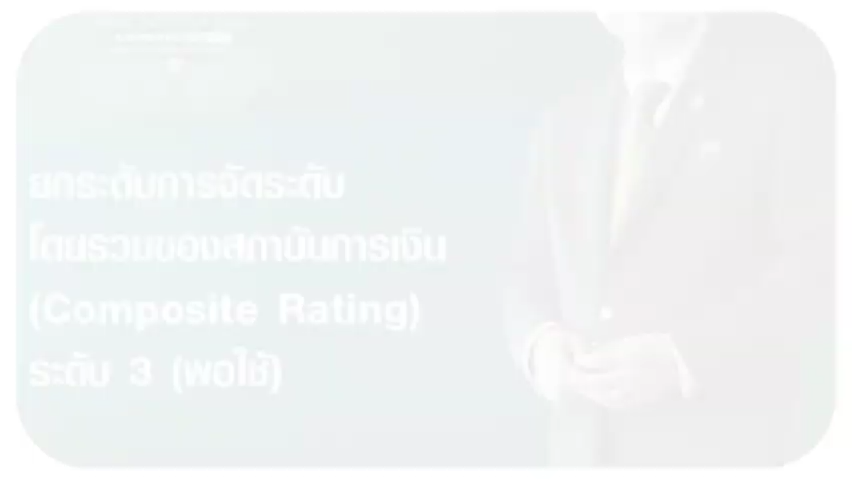 ยกระดับการจัดระดับ
โดยรวมของสถาบันการเงิน
(Composite Rating)
ระดับ 3 (พอใช้)